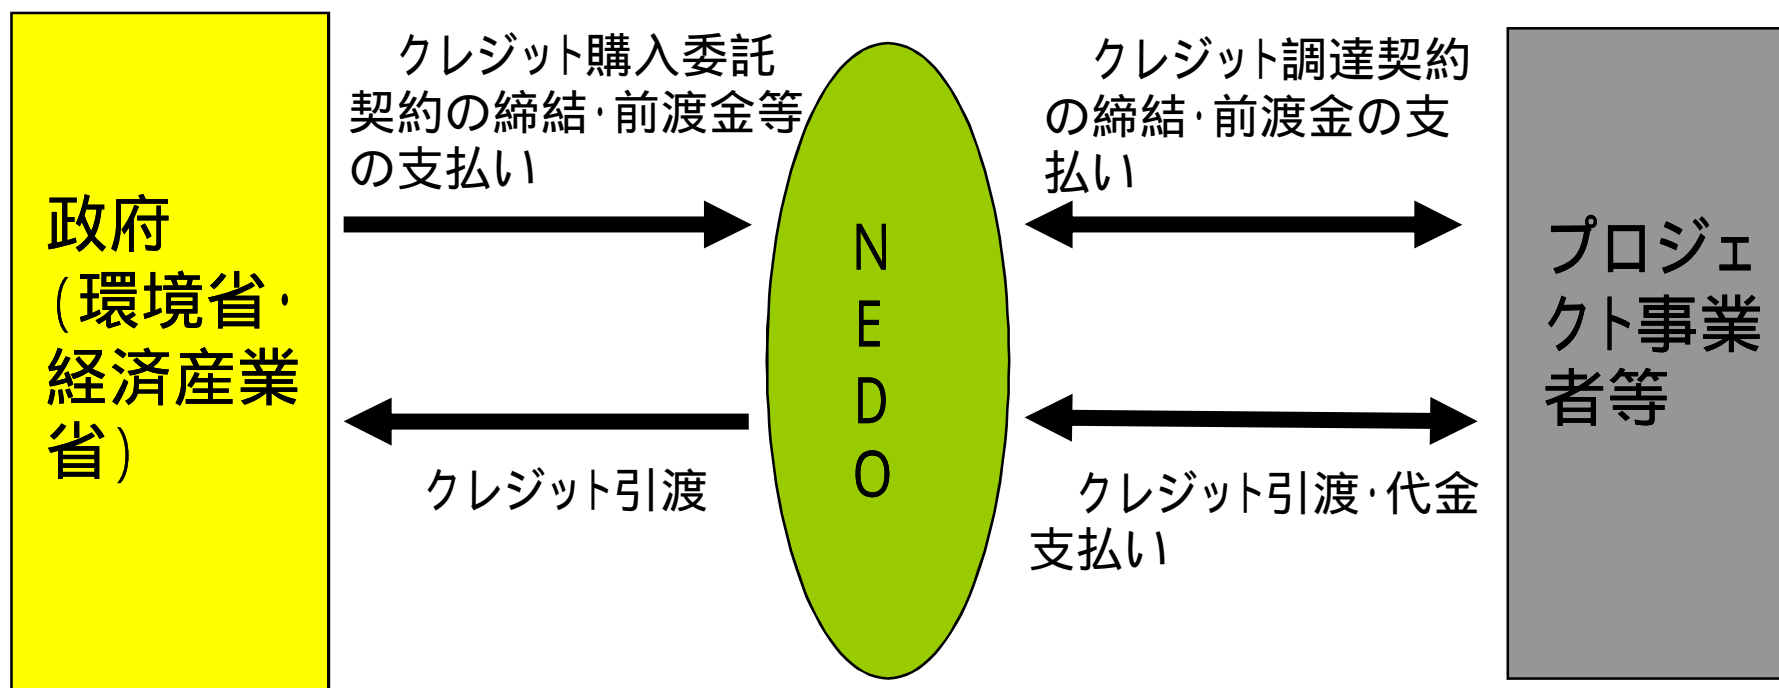 政府
(環境省・
経済産業
省)
クレジット購入委託
契約の締結・前渡金等
の支払い
クレジット引渡
N
E
D
O
クレジット調達契約
の締結・前渡金の支
払い
クレジット引渡・代金
支払い
プロジェ
クト事業
者等